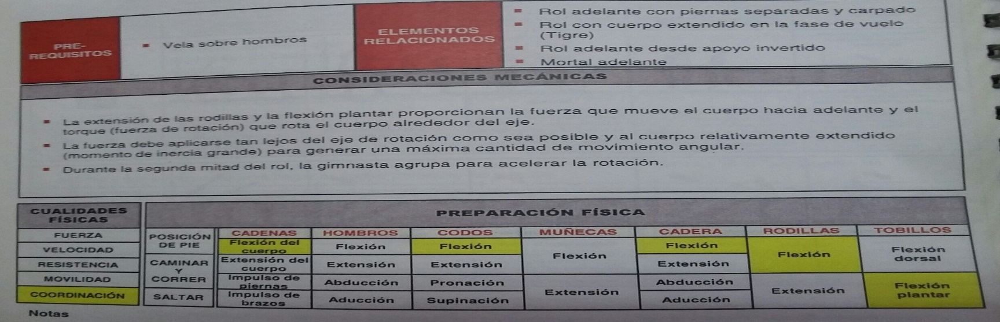 PRE-
REQUISITOS
Vela sobre hombros
ELEMENTOS
RELACIONADOS
Rol adelante con piernas separadas y carpado
Rol con cuerpo extendido en la fase de vuelo
(Tigre)
Rol adelante desde apoyo invertido
Mortal adelante
CONSIDERACIONES MECÁNICAS
La extensión de las rodillas y la flexión plantar proporcionan la fuerza que mueve el cuerpo hacia adelante y el
torque (fuerza de rotación) que rota el cuerpo alrededor del eje.
La fuerza debe aplicarse tan lejos del eje de rotación como sea posible y al cuerpo relativamente extendido
(momento de inercia grande) para generar una máxima cantidad de movimiento angular.
Durante la segunda mitad del rol, la gimnasta agrupa para acelerar la rotación.
CUALIDADES
FÍSICAS
FUERZA
VELOCIDAD
RESISTENCIA
MOVILIDAD
COORDINACIÓN
PREPARACIÓN FÍSICA
POSICIÓN
DE PIE
CAMINAR
Y
CORRER
SALTAR
CADENAS
Flexión del
cuerpo
Extensión del
cuerpo
Impulso de
piernas
Impulso de
brazos
HOMBROS
Flexión
Extensión
Abducción
Aducción
CODOS
Flexión
Extensión
Pronación
Supinación
MUÑECAS
Flexión
Extensión
CADERA
Flexión
Extensión
Abducción
Aducción
RODILLAS
Flexión
Extensión
TOBILLOS
Flexión
dorsal
Flexión
plantar
Notas